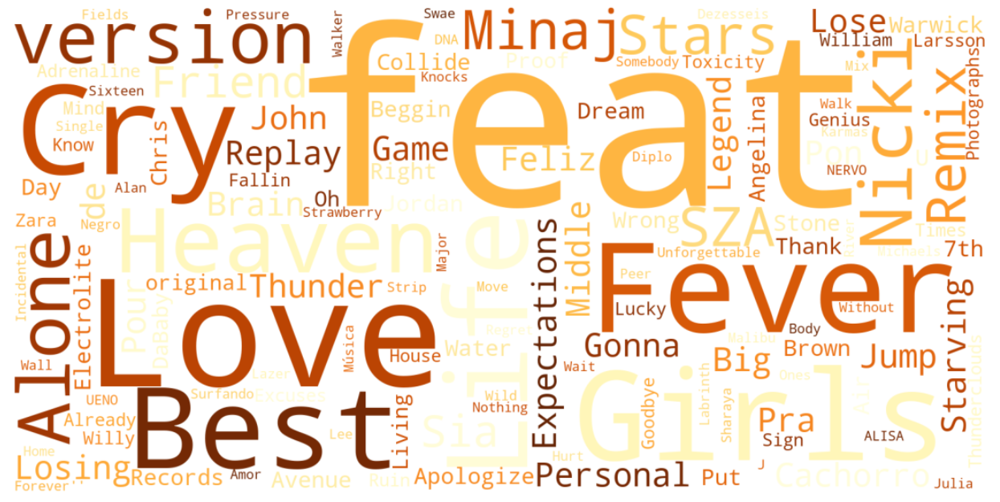 Fields
Pressure
Walker
Swae
Dezesseis
version
feat
DNA
Minaj
Stars
Lose
Warwick
William
Larsson
Adrenaline
Friend
Collide
Knocks
Proof
Somebody
Toxicity
Mix
Nicki
Remix
Photographs
Sixteen
Cry
Mind
Single
Know
Chris
John
Replay
Beggin
Game
Right
Dream
Feliz
Diplo
Legend
Angelina
Walk
Genius
Karmas
Pon
U
NERVO
Day
Alan
de
Fallin
Oh
Brain
Strawberry
Jordan
Zara
Negro
Heaven
Life
Major
Middle
Wrong
SZA
Stone
Thank
River
Times
Michaels
7th
Unforgettable
Incidental
Alone
Electrolite
Pour
original
Thunder
Strip
Move
Expectations
Peer
Fever
Lucky
Without
Starving
DaBaby
Love
Música
House
Regret
Water
Body
Malibu
Gonna
Big
Brown
Jump
Wall
Lazer
Wait
Girls
Air
Thunderclouds
UENO
Surfando
Excuses
Best
Living
Wild
Nothing
Goodbye
Labrinth
Sharaya
Pra
Sign
ALISA
Already
Willy
Lee
Sia
Home
Hurt
Losing
Records
Amor
Avenue
Ruin
Apologize
Personal
Put
J
Ones
Cachorro
Julia
Forever''